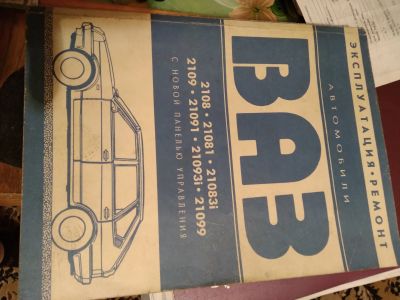 ЭКСПЛУАТАЦИЯ • РЕМОНТ
АВТОМОБИЛИ
ВАЗ
2108 • 21081 • 21083i
2109 • 21091 • 21093i • 21099
С НОВОЙ ПАНЕЛЬЮ УПРАВЛЕНИЯ